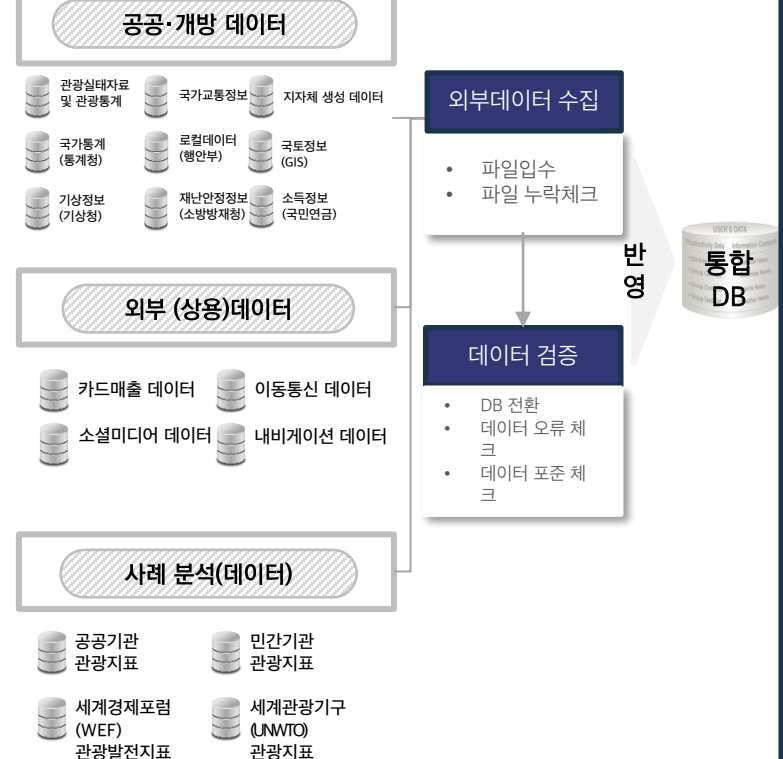 공공·개방 데이터
관광실태자료
및 관광통계
국가교통정보
지자체 생성 데이터
국가통계
(통계청)
로컬데이터
(행안부)
국토정보
(GIS)
기상정보
(기상청)
재난안정정보
(소방방재청)
소득정보
(국민연금)
외부 (상용)데이터
카드매출 데이터
이동통신 데이터
소셜미디어 데이터
내비게이션 데이터
사례 분석(데이터)
공공기관
관광지표
민간기관
관광지표
세계경제포럼
(WEF)
관광발전지표
세계관광기구
(UNWTO)
관광지표
외부데이터 수집
• 파일입수
• 파일 누락체크
데이터 검증
• DB 전환
• 데이터 오류 체
크
• 데이터 포준 체
크
반
영
USER'S DATA
통합
DB